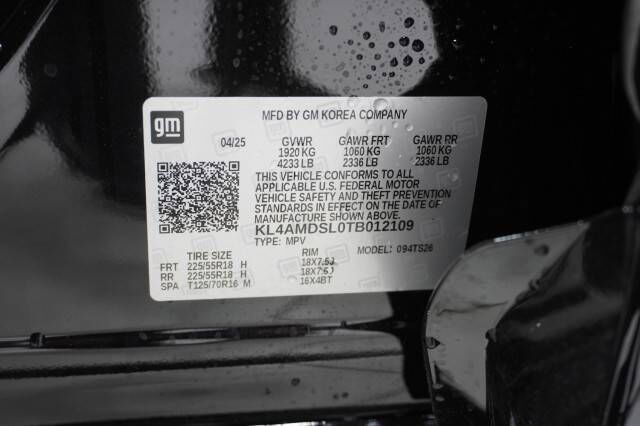 gm
MFD BY GM KOREA COMPANY
04/25 GVWR GAWR FRT GAWR RR
1920 KG 1060 KG 1060 KG
4233 LB 2336 LB 2336 LB
THIS VEHICLE CONFORMS TO ALL
APPLICABLE U.S. FEDERAL MOTOR
VEHICLE SAFETY AND THEFT PREVENTION
STANDARDS IN EFFECT ON THE DATE OF
MANUFACTURE SHOWN ABOVE.
KL4AMDSL0TB012109
TYPE: MPV MODEL: 094TS26
TIRE SIZE RIM
FRT 225/55R18 H 18X7.5J
RR 225/55R18 H 18X7.5J
SPA T125/70R16 M 16X4BT